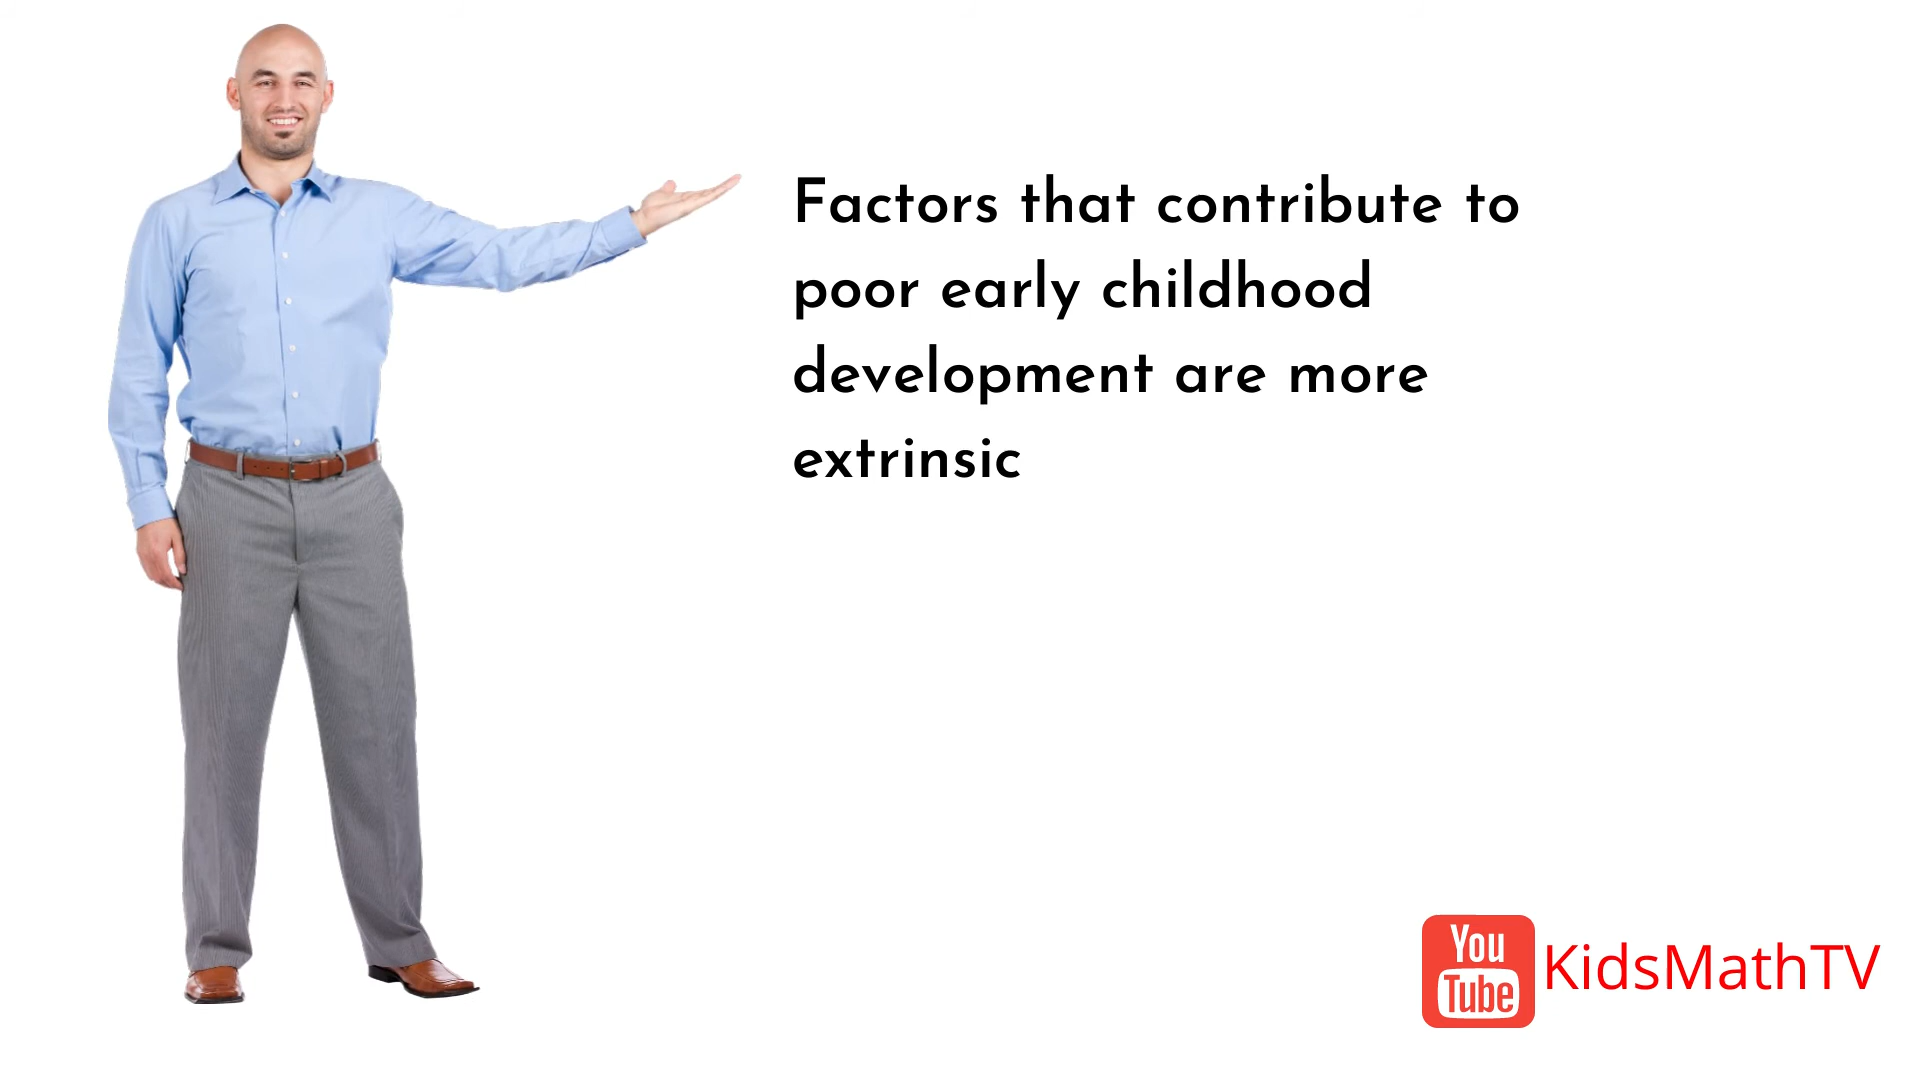 Factors that contribute to
poor early childhood
development are more
extrinsic
You
Tube
KidsMathTV